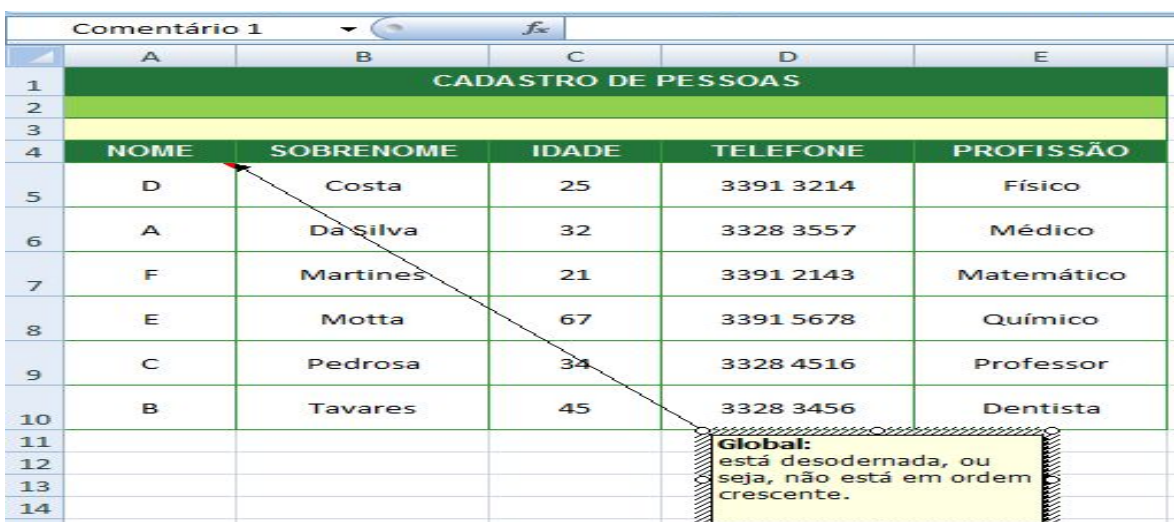 Comentário 1 fx
A B C D E
1 CADASTRO DE PESSOAS
2
3
4 NOME SOBRENOME IDADE TELEFONE PROFISSÃO
5 D Costa 25 3391 3214 Físico
6 A Da Silva 32 3328 3557 Médico
7 F Martines 21 3391 2143 Matemático
8 E Motta 67 3391 5678 Químico
9 C Pedrosa 34 3328 4516 Professor
10 B Tavares 45 3328 3456 Dentista
11 Global:
12 está desodernada, ou
13 seja, não está em ordem
14 crescente.